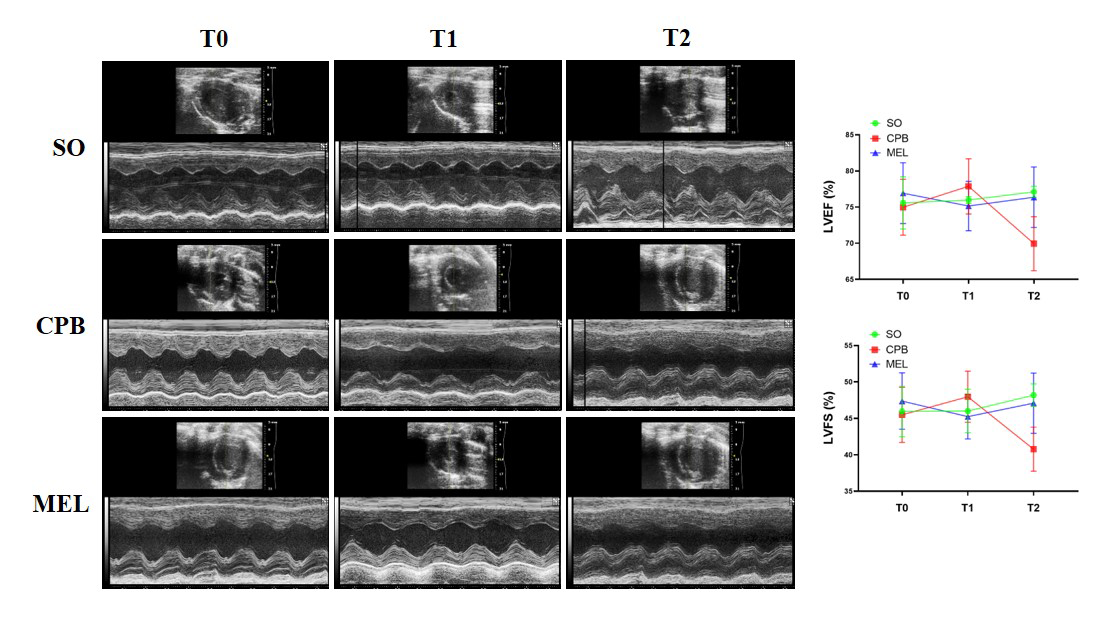 T0 T1 T2
SO
CPB
MEL
SO
CPB
MEL
LVEF (%)
85
80
75
70
65
T0 T1 T2
SO
CPB
MEL
LVFS (%)
55
50
45
40
35
T0 T1 T2